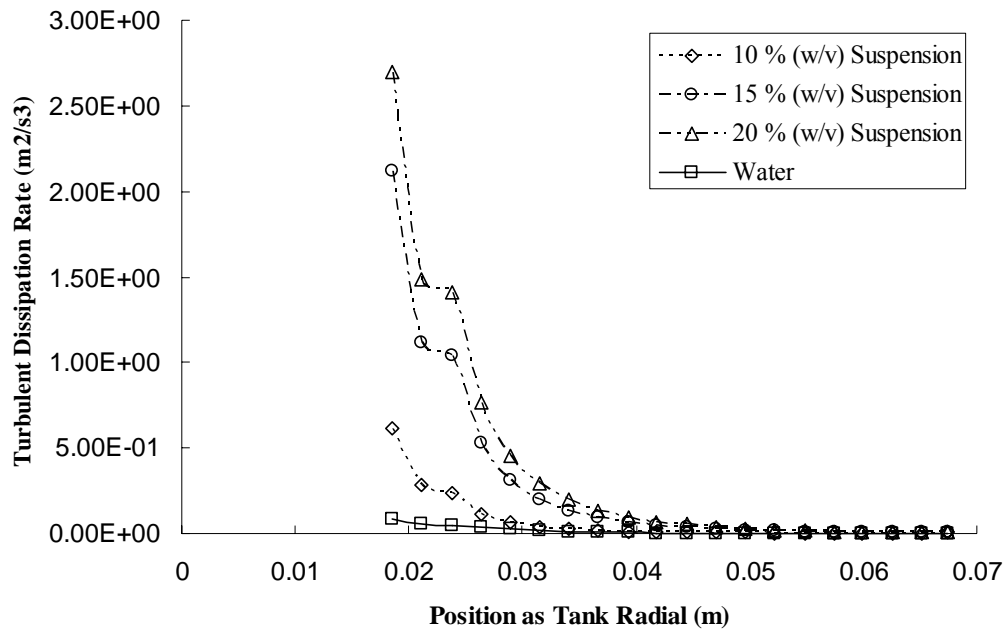 3.00E+00
2.50E+00
2.00E+00
1.50E+00
1.00E+00
5.00E-01
0.00E+00
Turbulent Dissipation Rate (m2/s3)
10 % (w/v) Suspension
15 % (w/v) Suspension
20 % (w/v) Suspension
Water
0 0.01 0.02 0.03 0.04 0.05 0.06 0.07
Position as Tank Radial (m)